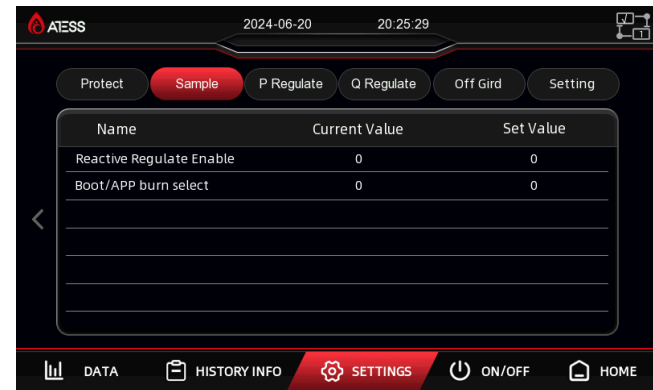 ATESS 2024-06-20 20:25:29
1
Protect Sample P Regulate Q Regulate Off Gird Setting
Name Current Value Set Value
Reactive Regulate Enable 0 0
Boot/APP burn select 0 0
DATA HISTORY INFO SETTINGS ON/OFF HOME